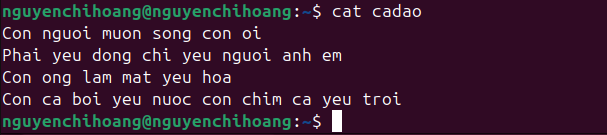 nguyenchihoang@nguyenchihoang:~$ cat cadao
Con nguoi muon song con oi
Phai yeu dong chi yeu nguoi anh em
Con ong lam mat yeu hoa
Con ca boi yeu nuoc con chim ca yeu troi
nguyenchihoang@nguyenchihoang:~$